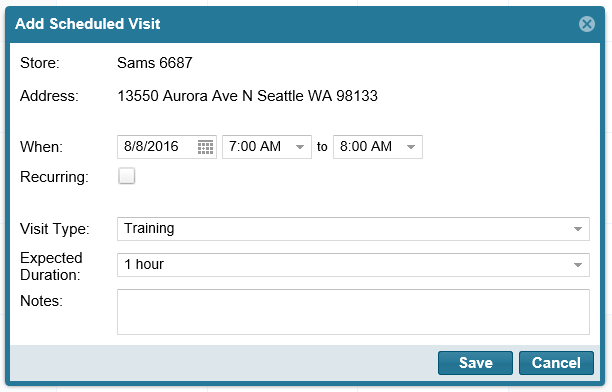 Add Scheduled Visit
Store: Sams 6687
Address: 13550 Aurora Ave N Seattle WA 98133
When: 8/8/2016 7:00 AM to 8:00 AM
Recurring:
Visit Type: Training
Expected
Duration: 1 hour
Notes:
Save Cancel